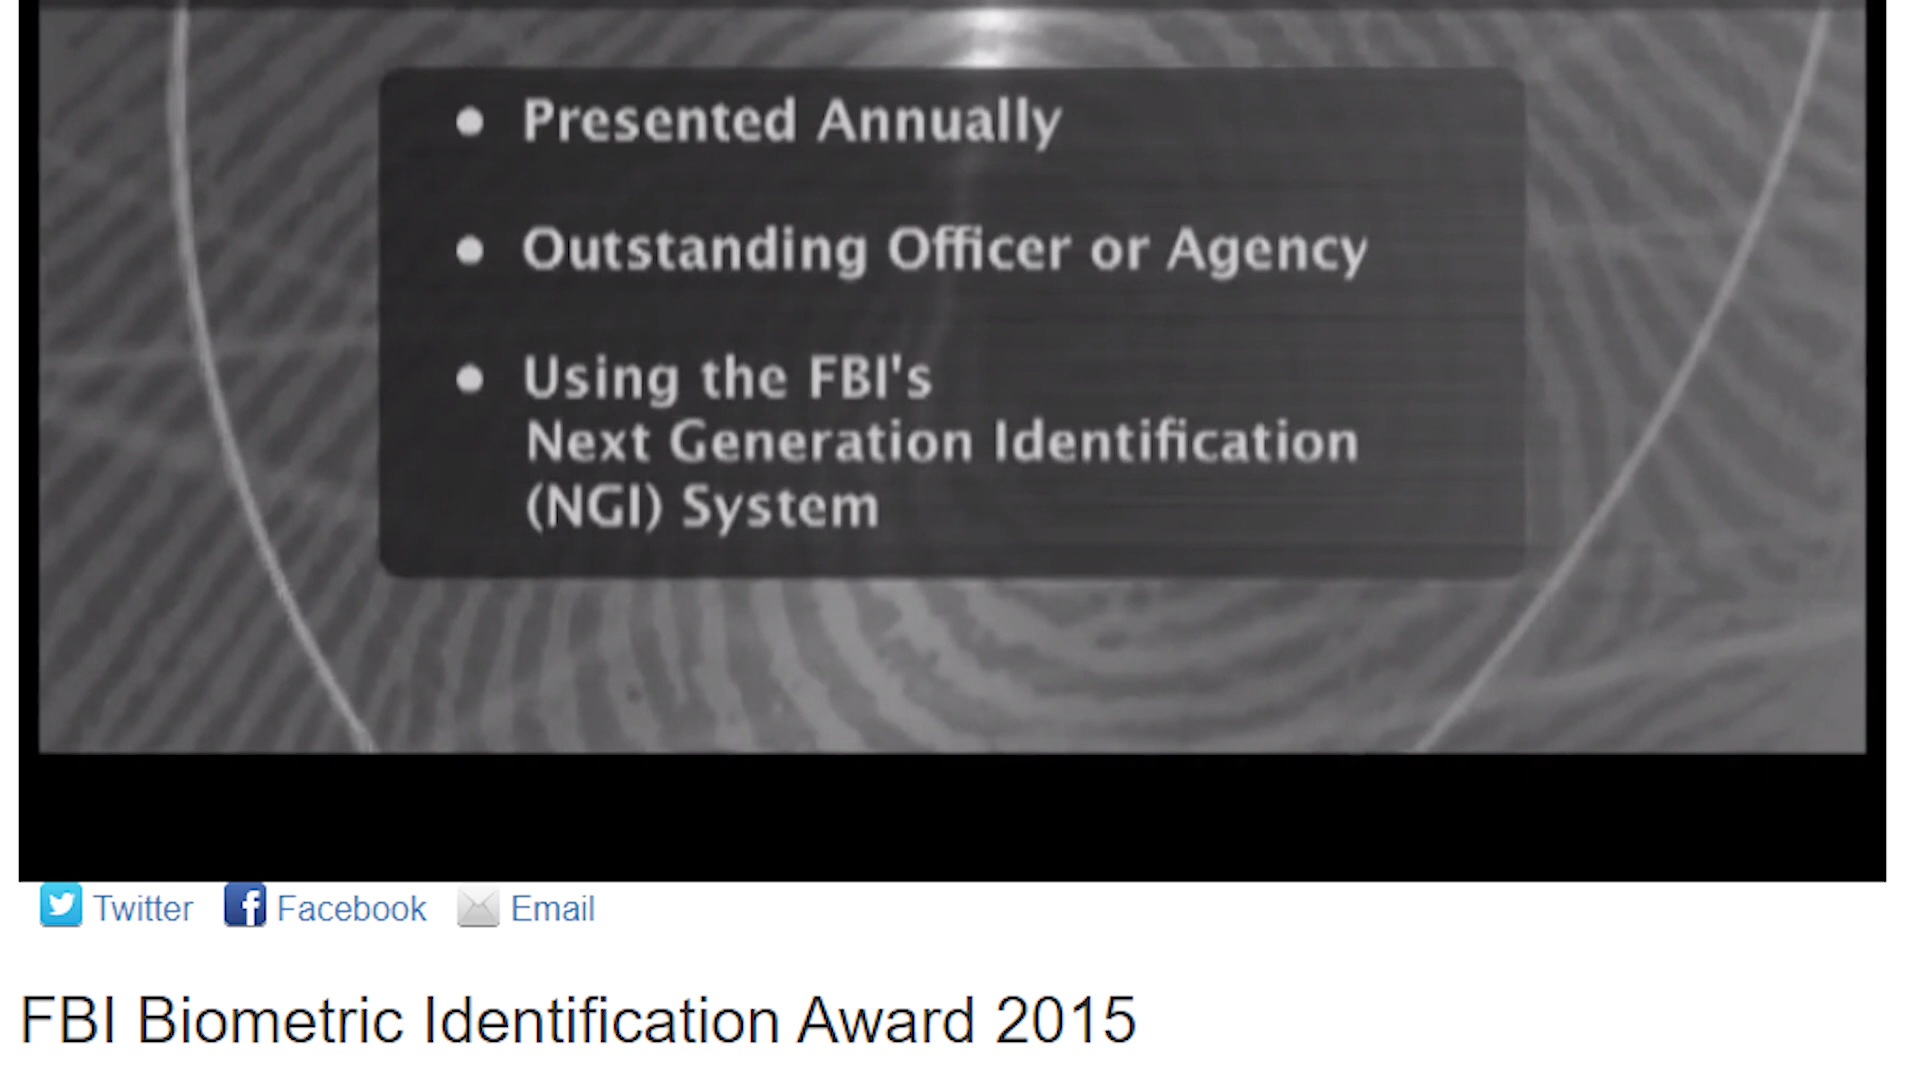 Presented Annually
Outstanding Officer or Agency
Using the FBI's
Next Generation Identification
(NGI) System
Twitter Facebook Email
FBI Biometric Identification Award 2015